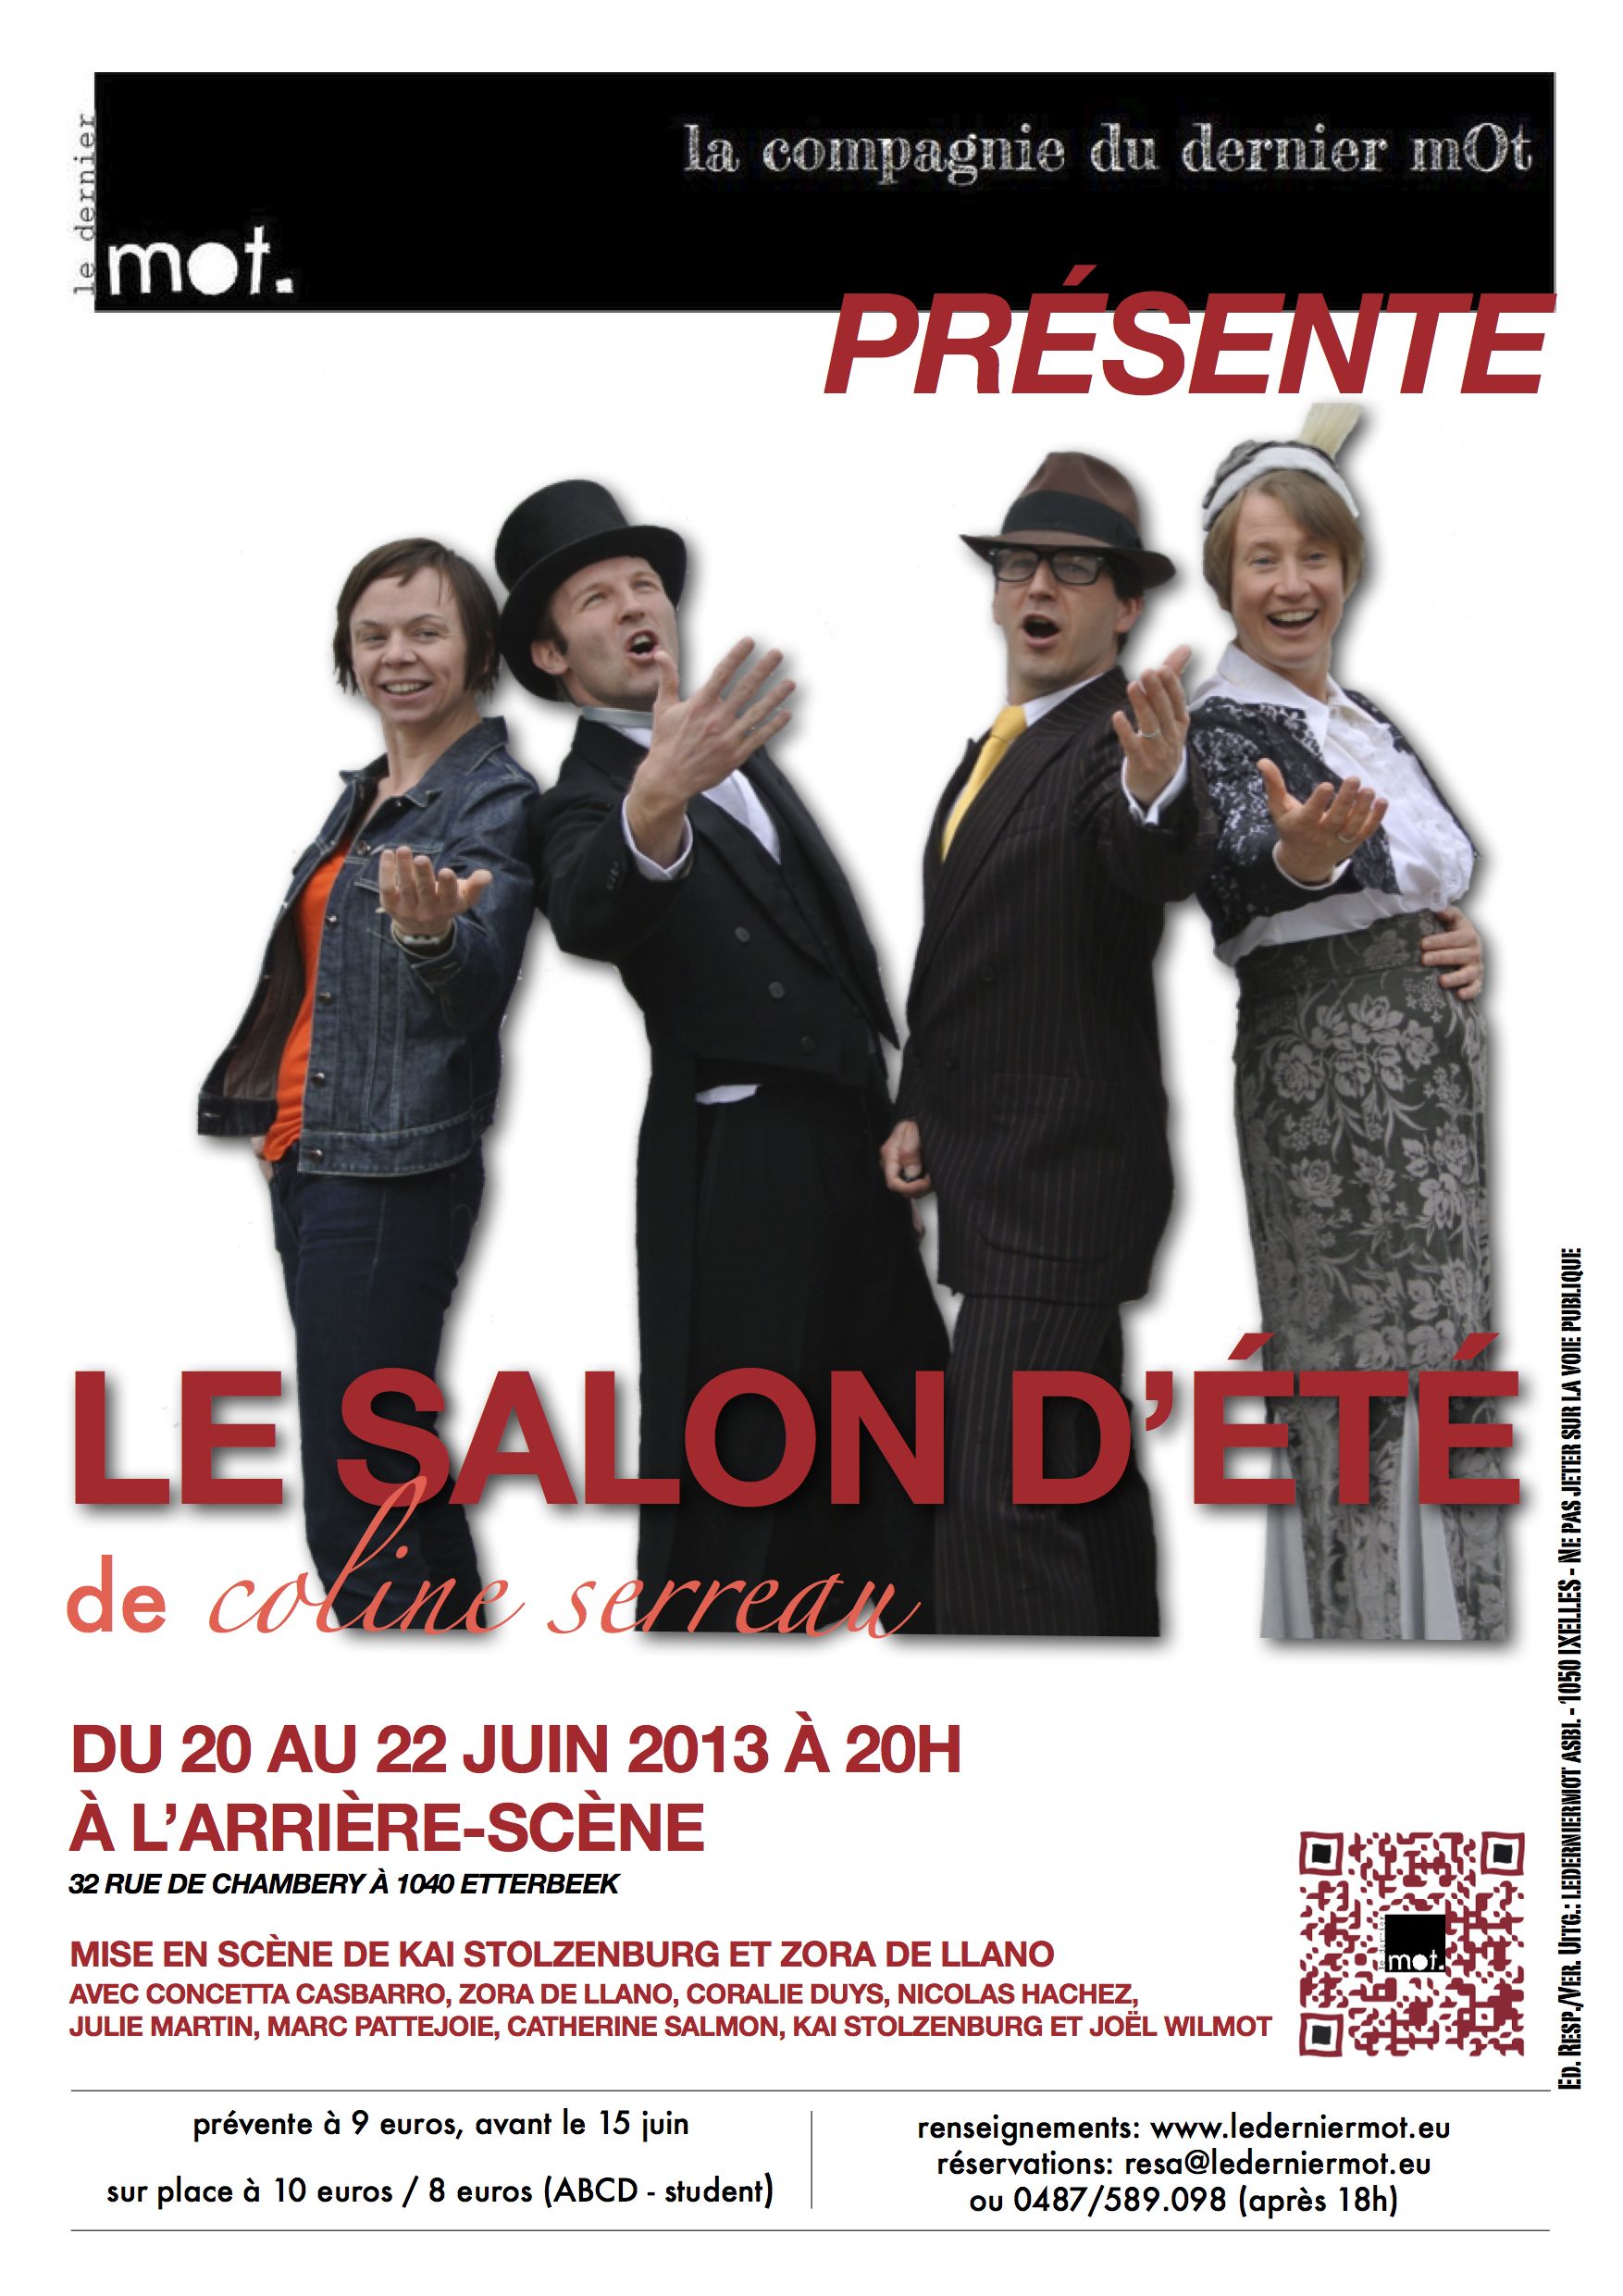 le dernier
mot.
la compagnie du dernier mOt
PRÉSENTE
LE SALON D’ÉTÉ
de coline serreau
DU 20 AU 22 JUIN 2013 À 20H
À L’ARRIÈRE-SCÈNE
32 RUE DE CHAMBERY À 1040 ETTERBEEK
MISE EN SCÈNE DE KAI STOLZENBURG ET ZORA DE LLANO
AVEC CONCETTA CASBARRO, ZORA DE LLANO, CORALIE DUYS, NICOLAS HACHEZ,
JULIE MARTIN, MARC PATTEJOIE, CATHERINE SALMON, KAI STOLZENBURG ET JOËL WILMOT
le dernier
mot.
prévente à 9 euros, avant le 15 juin
sur place à 10 euros / 8 euros (ABCD - student)
renseignements: www.lederniermot.eu
réservations: resa@lederniermot.eu
ou 0487/589.098 (après 18h)
ED. RESP./VER. UITG.: LEDERNIERMOT ASBL - 1050 IXELLES - NE PAS JETER SUR LA VOIE PUBLIQUE